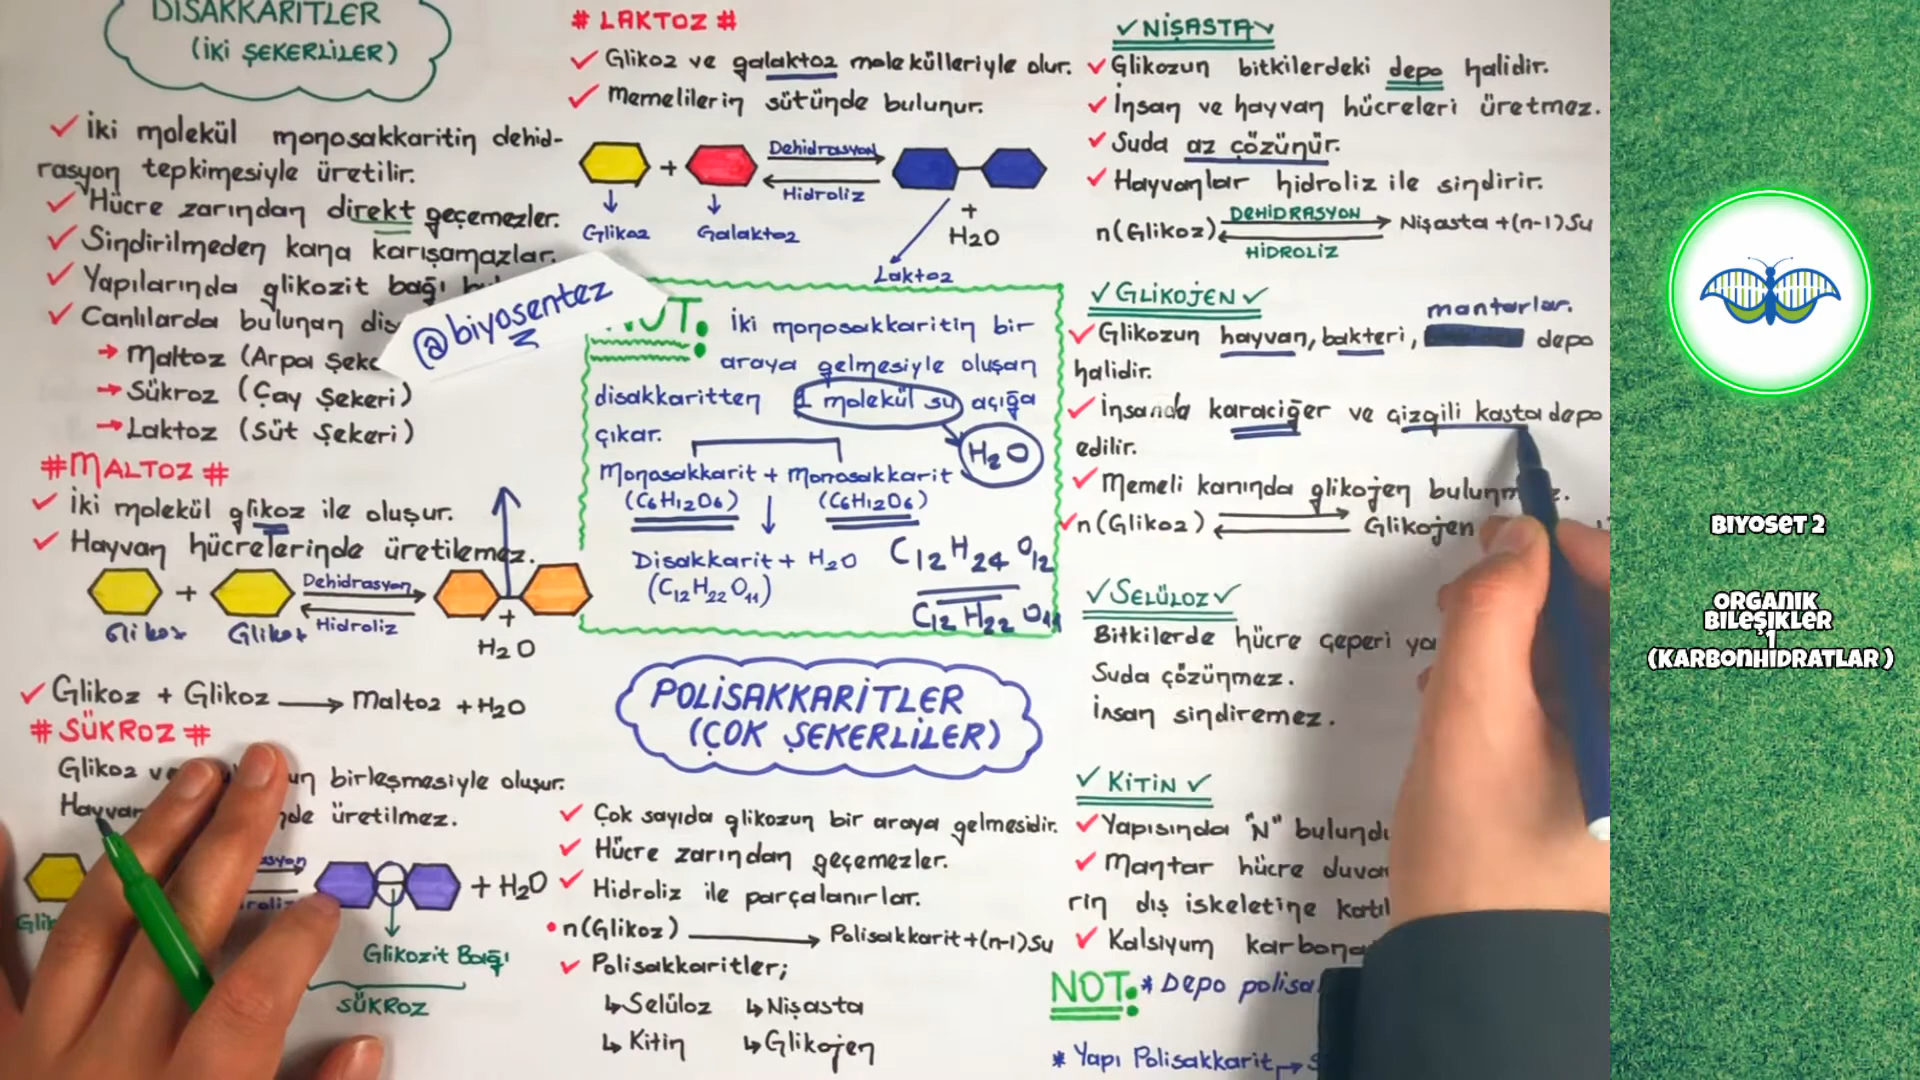 DİSAKKARİTLER
(İKİ ŞEKERLİLER)
✓ İki molekül monosakkaritin dehid-
rasyon tepkimesiyle üretilir.
✓ Hücre zarından direkt geçemezler.
✓ Sindirilmeden kana karışamazlar.
✓ Yapılarında glikozit bağı
✓ Canlılarda bulunan
→ Maltoz (Arpa
→ Sükroz (Çay Şekeri)
→ Laktoz (Süt Şekeri)
# MALTOZ #
✓ İki molekül glikoz ile oluşur.
✓ Hayvan hücrelerinde üretilemez.
+ Dehidrasyon
Hidroliz
Glikoz Glikoz
+
H2O
✓ Glikoz + Glikoz → Maltoz + H2O
# SÜKROZ #
Glikoz birleşmesiyle oluşur.
üretilmez.
+ H2O
Glikozit Bağı
SÜKROZ
# LAKTOZ #
✓ Glikoz ve galaktoz molekülleriyle olur.
✓ Memelilerin sütünde bulunur.
+ Dehidrasyon
Hidroliz
Glikoz Galaktoz
+
H2O
Laktoz
@biyosentez
NOT: İki monosakkaritin bir
araya gelmesiyle oluşan
disakkaritten 1 molekül su açığa
çıkar.
H2O
Monosakkarit + Monosakkarit
(C6H12O6) (C6H12O6)
Disakkarit + H2O
(C12H22O11)
C12H24O12
C12H22O11
POLİSAKKARİTLER
(ÇOK ŞEKERLİLER)
✓ Çok sayıda glikozun bir araya gelmesidir.
✓ Hücre zarından geçemezler.
✓ Hidroliz ile parçalanırlar.
• n(Glikoz) → Polisakkarit+(n-1)Su
✓ Polisakkaritler;
↳ Selüloz ↳ Nişasta
↳ Kitin ↳ Glikojen
✓ NİŞASTA ✓
✓ Glikozun bitkilerdeki depo halidir.
✓ İnsan ve hayvan hücreleri üretmez.
✓ Suda az çözünür.
✓ Hayvanlar hidroliz ile sindirir.
DEHİDRASYON
n(Glikoz) Nişasta +(n-1)Su
HİDROLİZ
✓ GLİKOJEN ✓
mantarlar.
✓ Glikozun hayvan, bakteri, depo
halidir.
✓ İnsanda karaciğer ve çizgili kasta depo
edilir.
✓ Memeli kanında glikojen
✓ n(Glikoz) Glikojen
✓ SELÜLOZ ✓
Bitkilerde hücre çeperi
Suda çözünmez.
İnsan sindiremez.
✓ KİTİN ✓
✓ Yapısında "N"
✓ Mantar hücre
rin dış iskeletine
✓ Kalsiyum
NOT: * Depo
* Yapı Polisakkarit →
BİYOSET 2
ORGANİK
BİLEŞİKLER
1
(KARBONHİDRATLAR )